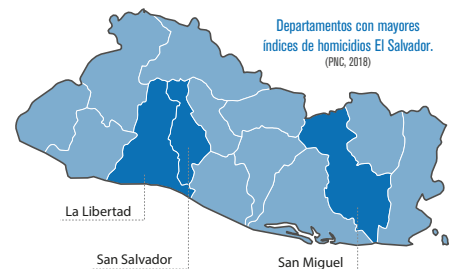 Departamentos con mayores
índices de homicidios El Salvador.
(PNC, 2018)
La Libertad
San Salvador
San Miguel